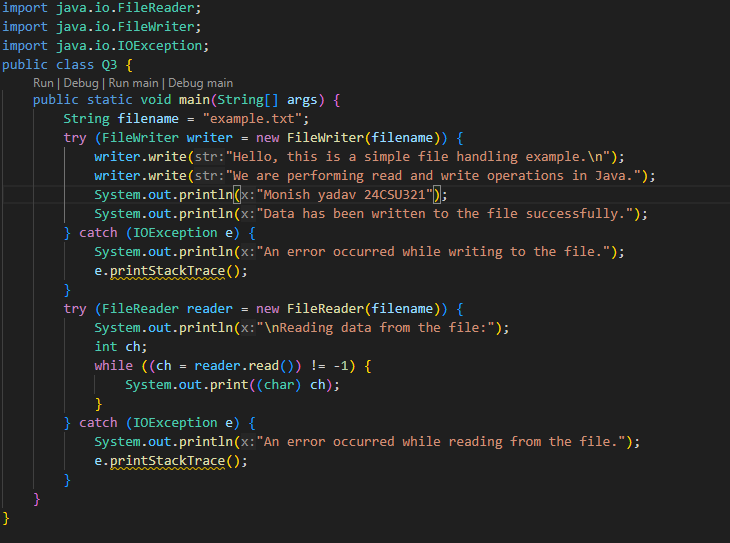 import java.io.FileReader;
import java.io.FileWriter;
import java.io.IOException;
public class Q3 {
Run | Debug | Run main | Debug main
    public static void main(String[] args) {
        String filename = "example.txt";
        try (FileWriter writer = new FileWriter(filename)) {
            writer.write(str:"Hello, this is a simple file handling example.\n");
            writer.write(str:"We are performing read and write operations in Java.");
            System.out.println(x:"Monish yadav 24CSU321");
            System.out.println(x:"Data has been written to the file successfully.");
        } catch (IOException e) {
            System.out.println(x:"An error occurred while writing to the file.");
            e.printStackTrace();
        }
        try (FileReader reader = new FileReader(filename)) {
            System.out.println(x:"\nReading data from the file:");
            int ch;
            while ((ch = reader.read()) != -1) {
                System.out.print((char) ch);
            }
        } catch (IOException e) {
            System.out.println(x:"An error occurred while reading from the file.");
            e.printStackTrace();
        }
    }
}